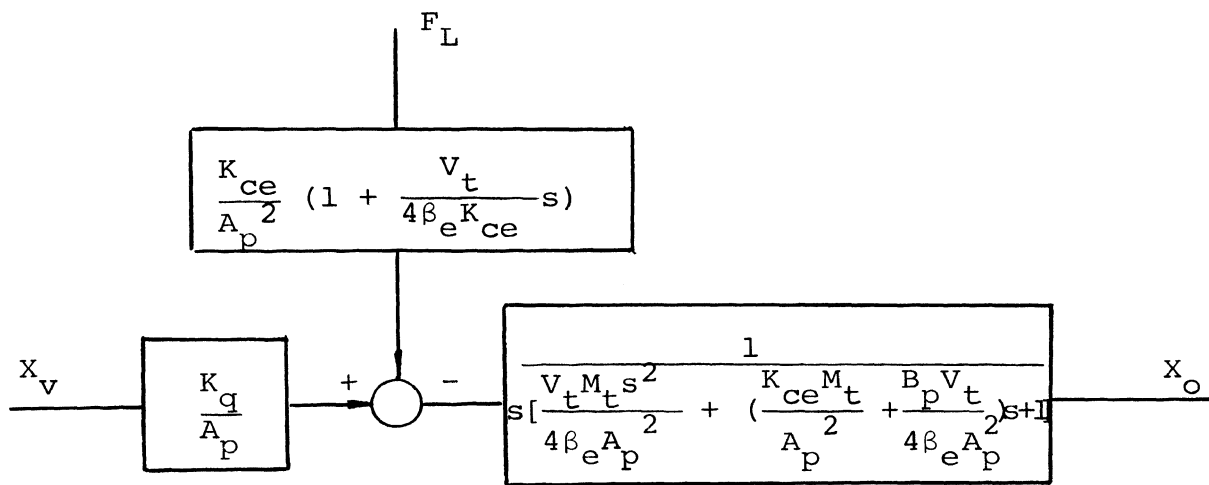 F_L
K_ce / A_p^2 (1 + V_t / 4β_e K_ce s)
X_v
K_q / A_p
+
-
1 / s[V_t M_t s^2 / 4β_e A_p^2 + (K_ce M_t / A_p^2 + B_p V_t / 4β_e A_p^2)s+1]
X_o